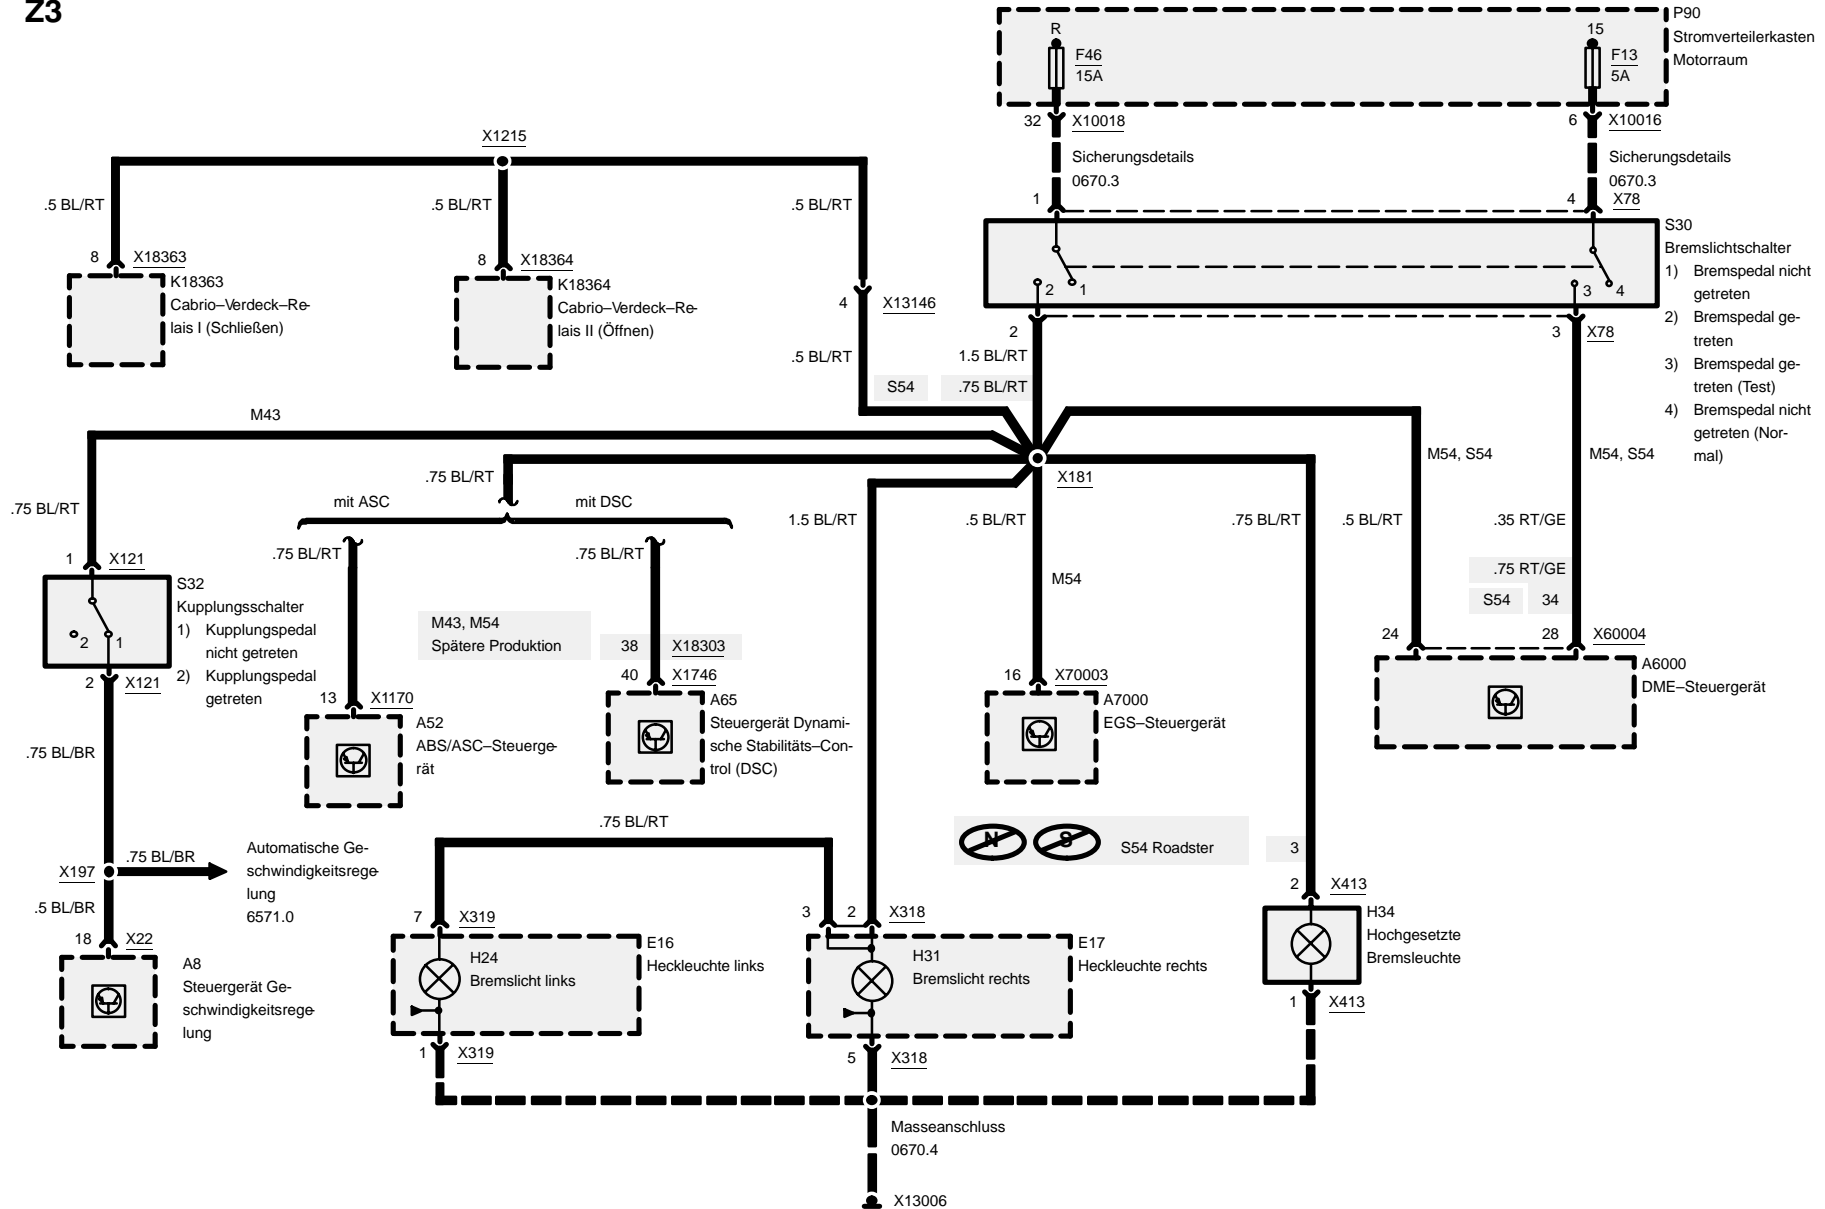 Z3
P90
Stromverteilerkasten
Motorraum
R
F46
15A
15
F13
5A
32
X10018
6
X10016
Sicherungsdetails
0670.3
Sicherungsdetails
0670.3
1
4
X78
S30
Bremslichtschalter
1) Bremspedal nicht
getreten
2) Bremspedal ge-
treten
3) Bremspedal ge-
treten (Test)
4) Bremspedal nicht
getreten (Nor-
mal)
2
1
3
4
2
3
X78
X1215
.5 BL/RT
.5 BL/RT
.5 BL/RT
8
X18363
K18363
Cabrio–Verdeck–Re-
lais I (Schließen)
8
X18364
K18364
Cabrio–Verdeck–Re-
lais II (Öffnen)
4
X13146
.5 BL/RT
1.5 BL/RT
S54
.75 BL/RT
M43
X181
M54, S54
M54, S54
.75 BL/RT
.75 BL/RT
mit ASC
mit DSC
1.5 BL/RT
.5 BL/RT
.75 BL/RT
.5 BL/RT
.35 RT/GE
.75 BL/RT
.75 BL/RT
M54
.75 RT/GE
S54
34
1
X121
S32
Kupplungsschalter
1) Kupplungspedal
nicht getreten
2) Kupplungspedal
getreten
2
1
2
X121
M43, M54
Spätere Produktion
38
X18303
40
X1746
A65
Steuergerät Dynami-
sche Stabilitäts–Con-
trol (DSC)
13
X1170
A52
ABS/ASC–Steuerge-
rät
16
X70003
A7000
EGS–Steuergerät
24
28
X60004
A6000
DME–Steuergerät
.75 BL/BR
X197
.75 BL/BR
Automatische Ge-
schwindigkeitsrege-
lung
6571.0
.5 BL/BR
18
X22
A8
Steuergerät Ge-
schwindigkeitsrege-
lung
.75 BL/RT
N
S
S54 Roadster
3
2
X413
H34
Hochgesetzte
Bremsleuchte
1
X413
7
X319
E16
Heckleuchte links
H24
Bremslicht links
1
X319
3
2
X318
E17
Heckleuchte rechts
H31
Bremslicht rechts
5
X318
Masseanschluss
0670.4
X13006